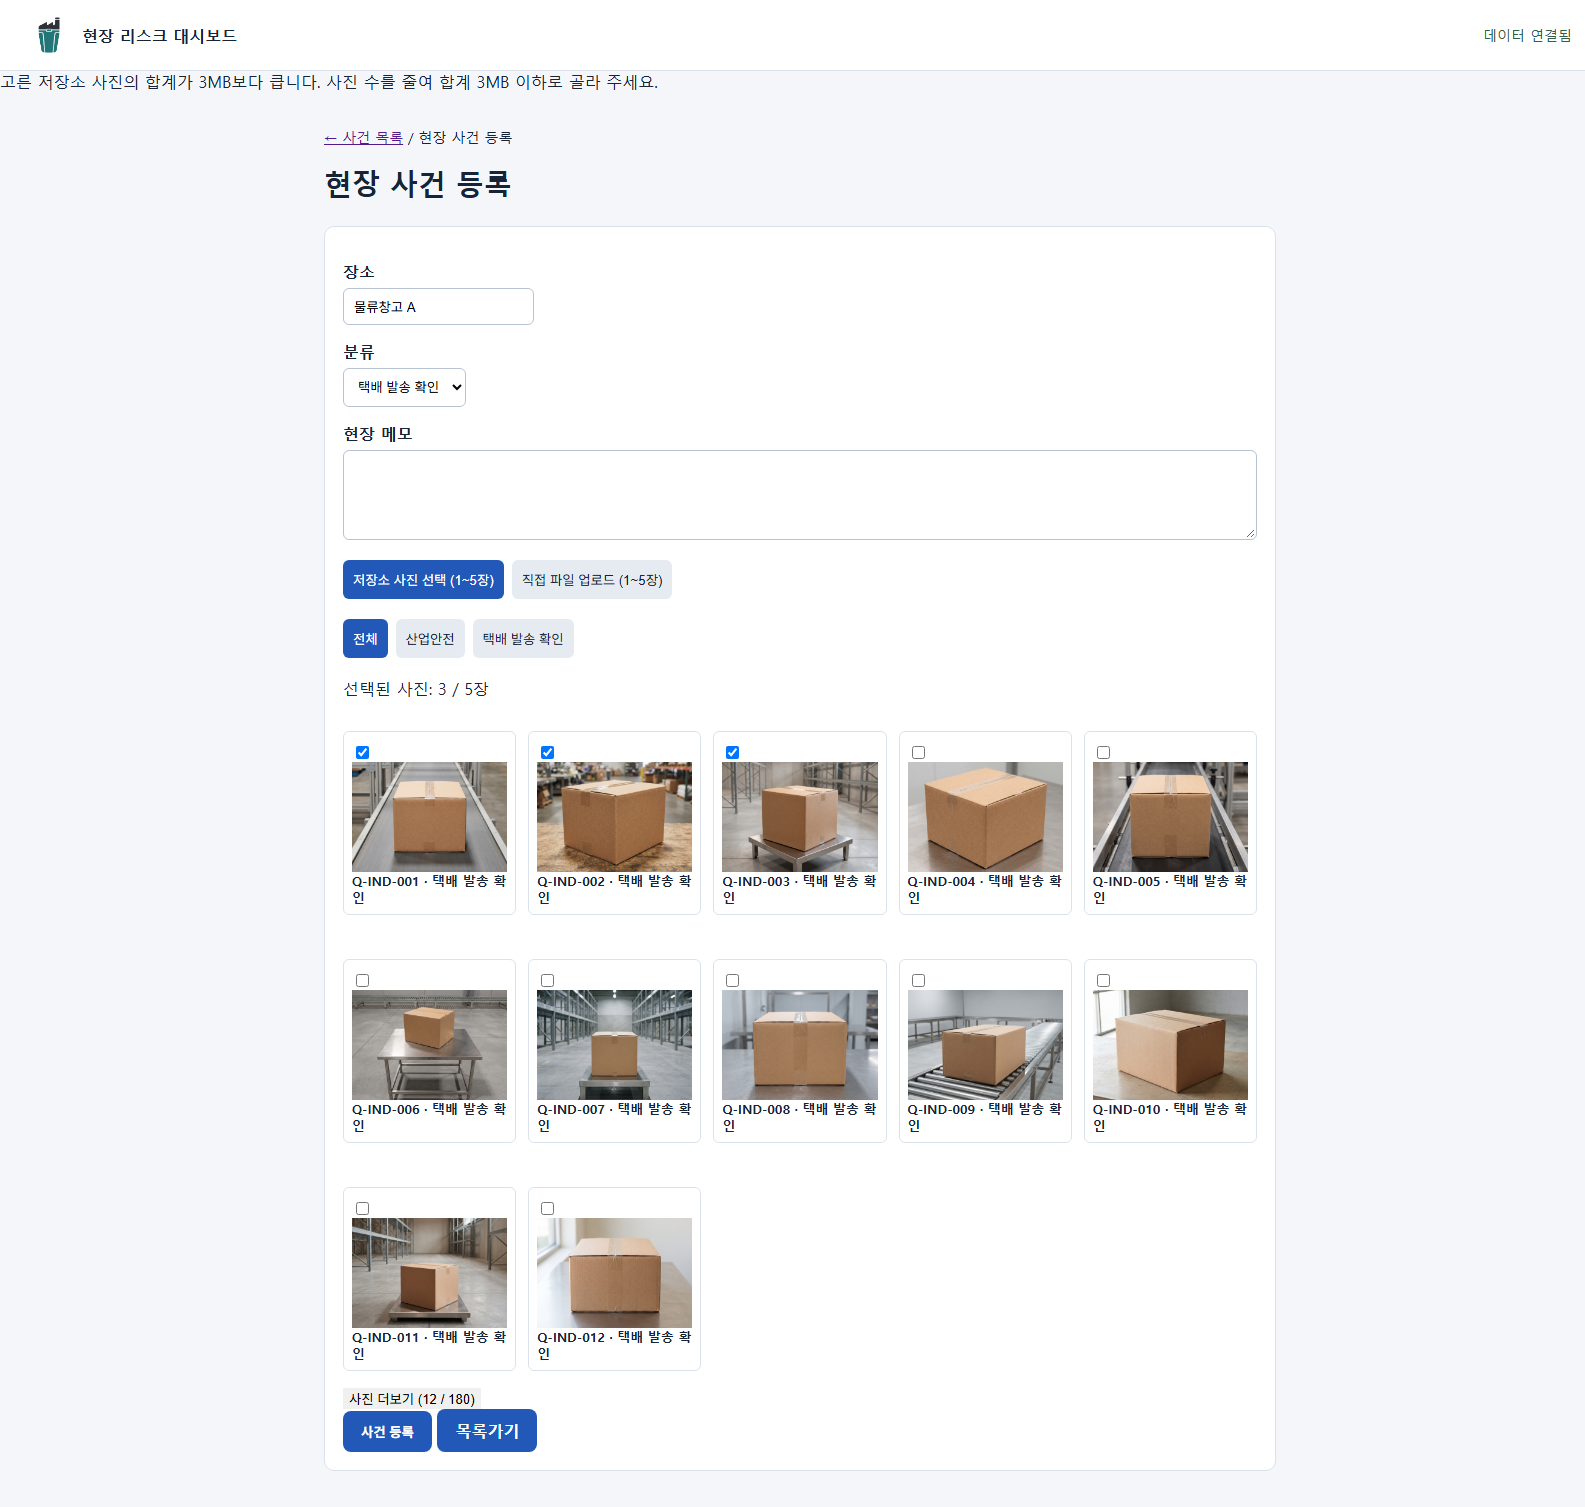 현장 리스크 대시보드
데이터 연결됨
고른 저장소 사진의 합계가 3MB보다 큽니다. 사진 수를 줄여 합계 3MB 이하로 골라 주세요.
← 사건 목록 / 현장 사건 등록
현장 사건 등록
장소
물류창고 A
분류
택배 발송 확인
현장 메모
저장소 사진 선택 (1~5장)
직접 파일 업로드 (1~5장)
전체
산업안전
택배 발송 확인
선택된 사진: 3 / 5장
Q-IND-001 · 택배 발송 확
인
Q-IND-002 · 택배 발송 확
인
Q-IND-003 · 택배 발송 확
인
Q-IND-004 · 택배 발송 확
인
Q-IND-005 · 택배 발송 확
인
Q-IND-006 · 택배 발송 확
인
Q-IND-007 · 택배 발송 확
인
Q-IND-008 · 택배 발송 확
인
Q-IND-009 · 택배 발송 확
인
Q-IND-010 · 택배 발송 확
인
Q-IND-011 · 택배 발송 확
인
Q-IND-012 · 택배 발송 확
인
사진 더보기 (12 / 180)
사건 등록
목록가기